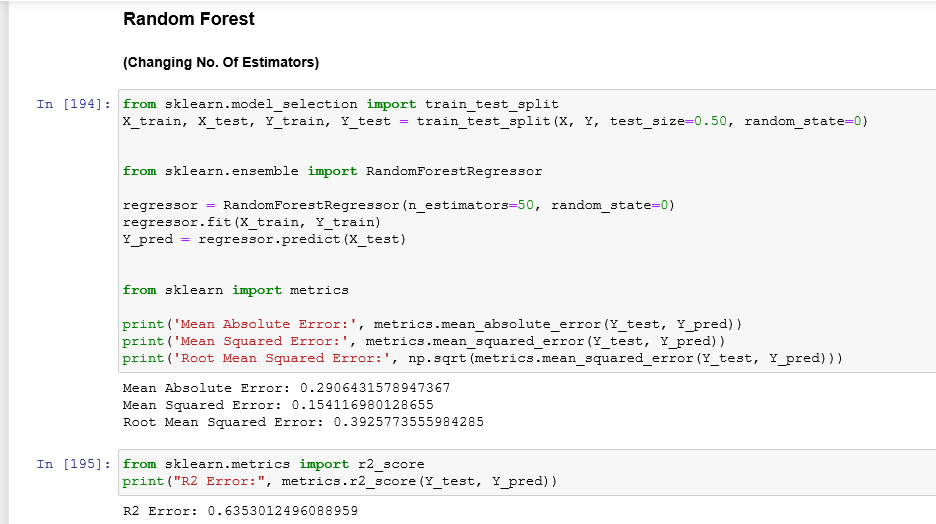 Random Forest
(Changing No. Of Estimators)
In [194]: from sklearn.model_selection import train_test_split
X_train, X_test, Y_train, Y_test = train_test_split(X, Y, test_size=0.50, random_state=0)
from sklearn.ensemble import RandomForestRegressor
regressor = RandomForestRegressor(n_estimators=50, random_state=0)
regressor.fit(X_train, Y_train)
Y_pred = regressor.predict(X_test)
from sklearn import metrics
print('Mean Absolute Error:', metrics.mean_absolute_error(Y_test, Y_pred))
print('Mean Squared Error:', metrics.mean_squared_error(Y_test, Y_pred))
print('Root Mean Squared Error:', np.sqrt(metrics.mean_squared_error(Y_test, Y_pred)))
Mean Absolute Error: 0.2906431578947367
Mean Squared Error: 0.154116980128655
Root Mean Squared Error: 0.3925773555984285
In [195]: from sklearn.metrics import r2_score
print("R2 Error:", metrics.r2_score(Y_test, Y_pred))
R2 Error: 0.6353012496088959